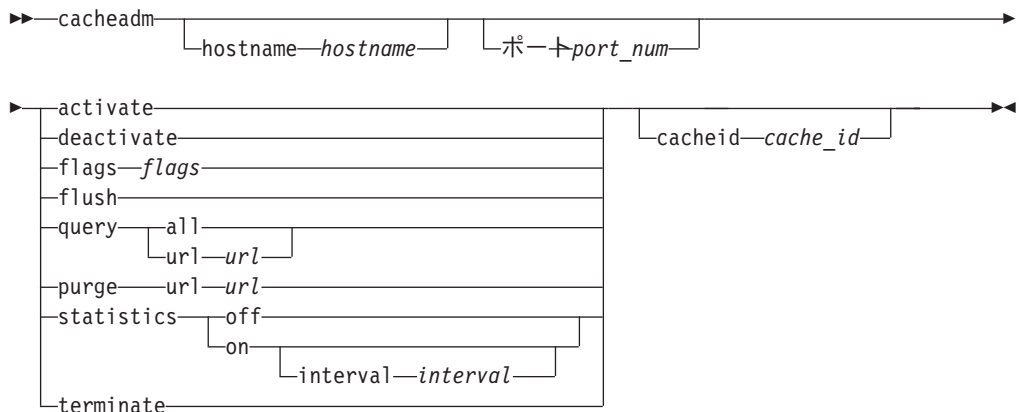 cacheadm
hostname hostname
ポート port_num
activate
deactivate
flags flags
flush
query all
url url
purge url url
statistics off
on
interval interval
terminate
cacheid cache_id